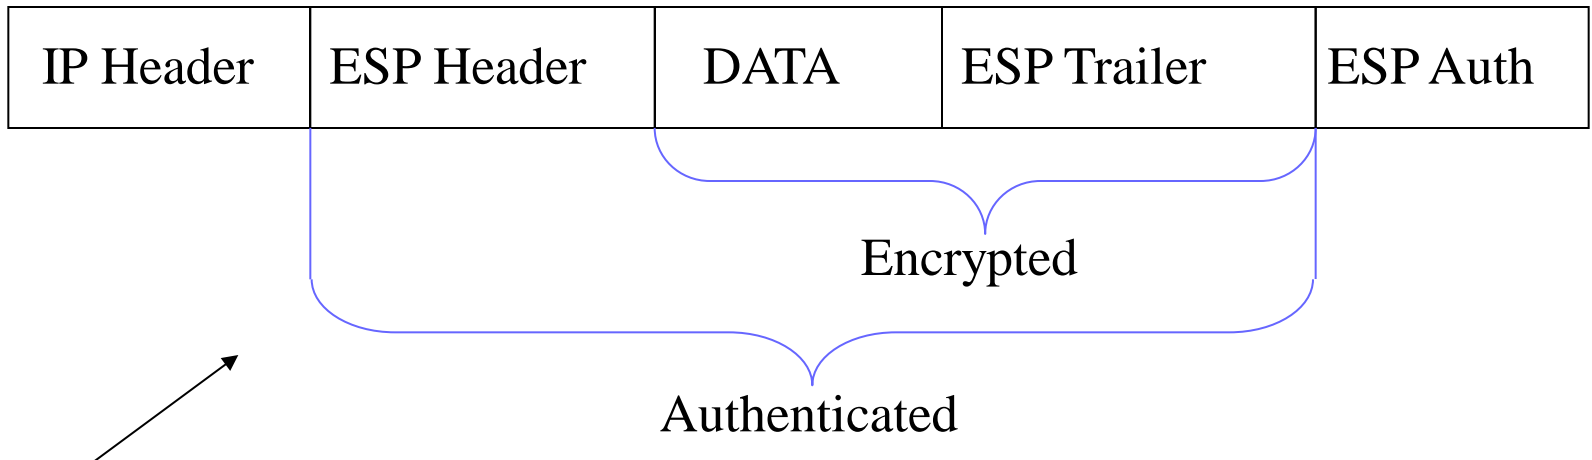 IP Header ESP Header DATA ESP Trailer ESP Auth
Encrypted
Authenticated